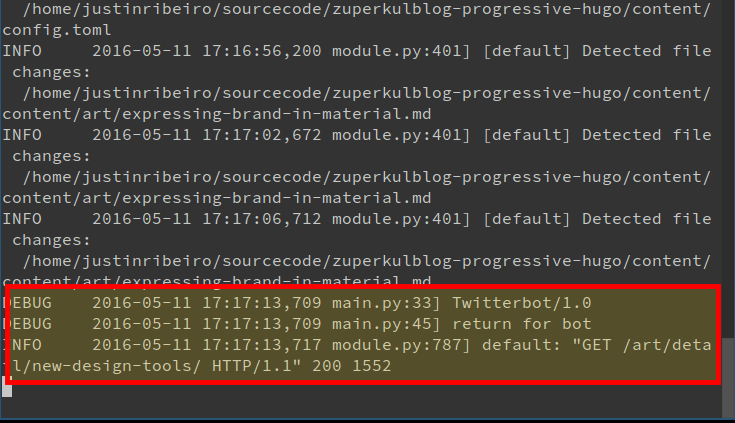 /home/justinribeiro/sourcecode/zuperkulblog-progressive-hugo/content/
config.toml
INFO     2016-05-11 17:16:56,200 module.py:401] [default] Detected file
 changes:
  /home/justinribeiro/sourcecode/zuperkulblog-progressive-hugo/content/
content/art/expressing-brand-in-material.md
INFO     2016-05-11 17:17:02,672 module.py:401] [default] Detected file
 changes:
  /home/justinribeiro/sourcecode/zuperkulblog-progressive-hugo/content/
content/art/expressing-brand-in-material.md
INFO     2016-05-11 17:17:06,712 module.py:401] [default] Detected file
 changes:
  /home/justinribeiro/sourcecode/zuperkulblog-progressive-hugo/content/
content/art/expressing-brand-in-material.md
DEBUG    2016-05-11 17:17:13,709 main.py:33] Twitterbot/1.0
DEBUG    2016-05-11 17:17:13,709 main.py:45] return for bot
INFO     2016-05-11 17:17:13,717 module.py:787] default: "GET /art/deta
il/new-design-tools/ HTTP/1.1" 200 1552